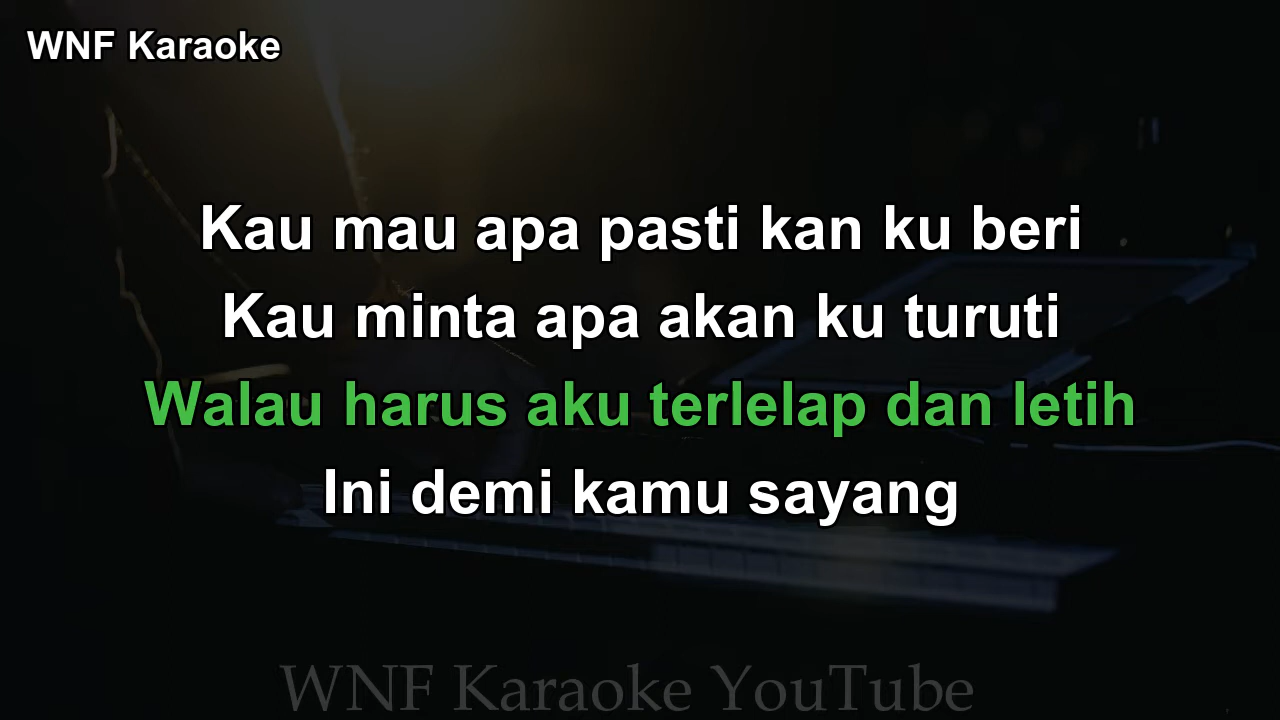 WNF Karaoke
Kau mau apa pasti kan ku beri
Kau minta apa akan ku turuti
Walau harus aku terlelap dan letih
Ini demi kamu sayang
WNF Karaoke YouTube